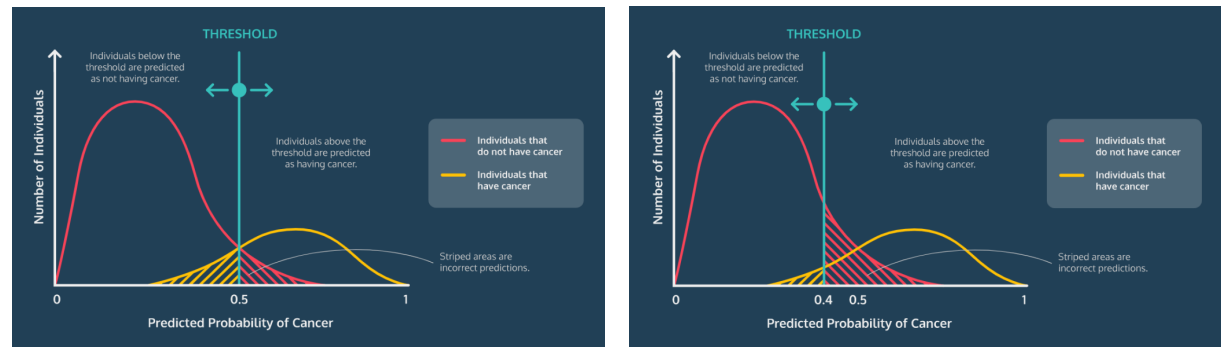 THRESHOLD
Individuals below the
threshold are predicted
as not having cancer.
Individuals above the
threshold are predicted
as having cancer.
Number of Individuals
Individuals that
do not have cancer
Individuals that
have cancer
Striped areas are
incorrect predictions.
0
0.5
1
Predicted Probability of Cancer
THRESHOLD
Individuals below the
threshold are predicted
as not having cancer.
Individuals above the
threshold are predicted
as having cancer.
Number of Individuals
Individuals that
do not have cancer
Individuals that
have cancer
Striped areas are
incorrect predictions.
0
0.4
0.5
1
Predicted Probability of Cancer